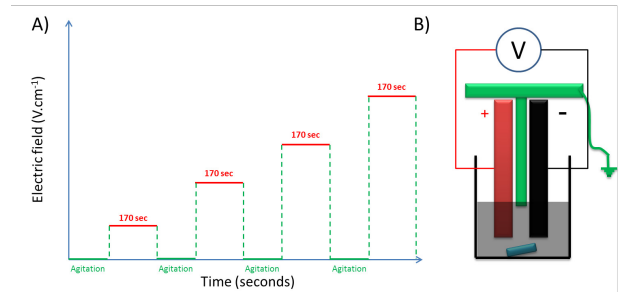 A)
Electric field (V.cm⁻¹)
170 sec
170 sec
170 sec
170 sec
Agitation
Agitation
Agitation
Agitation
Time (seconds)
B)
V
+
-